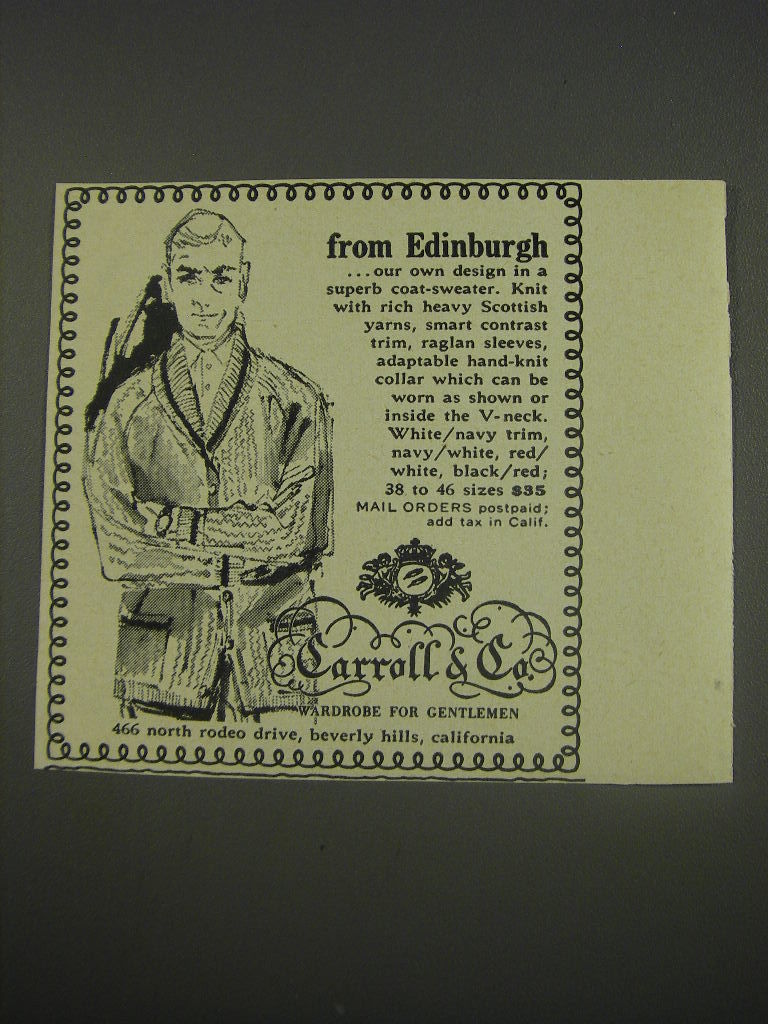 from Edinburgh
...our own design in a
superb coat-sweater. Knit
with rich heavy Scottish
yarns, smart contrast
trim, raglan sleeves,
adaptable hand-knit
collar which can be
worn as shown or
inside the V-neck.
White/navy trim,
navy/white, red/
white, black/red;
38 to 46 sizes $35
MAIL ORDERS postpaid;
add tax in Calif.
Carroll & Co.
WARDROBE FOR GENTLEMEN
466 north rodeo drive, beverly hills, california